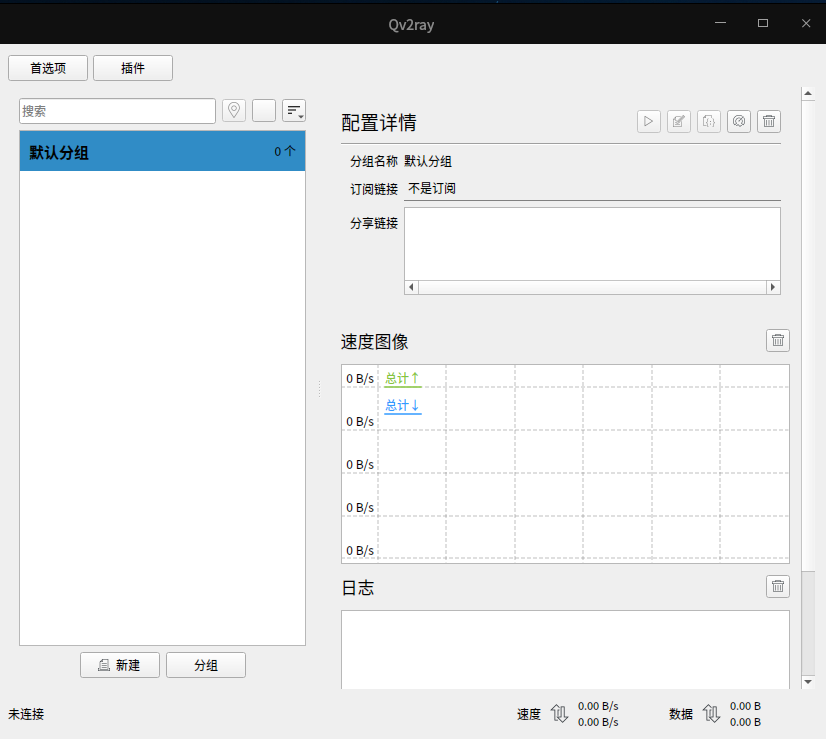 Qv2ray
首选项 插件
搜索
默认分组 0 个
配置详情
分组名称 默认分组
订阅链接 不是订阅
分享链接
速度图像
0 B/s 总计↑
总计↓
0 B/s
0 B/s
0 B/s
0 B/s
日志
新建 分组
未连接 速度 0.00 B/s 数据 0.00 B
0.00 B/s 0.00 B